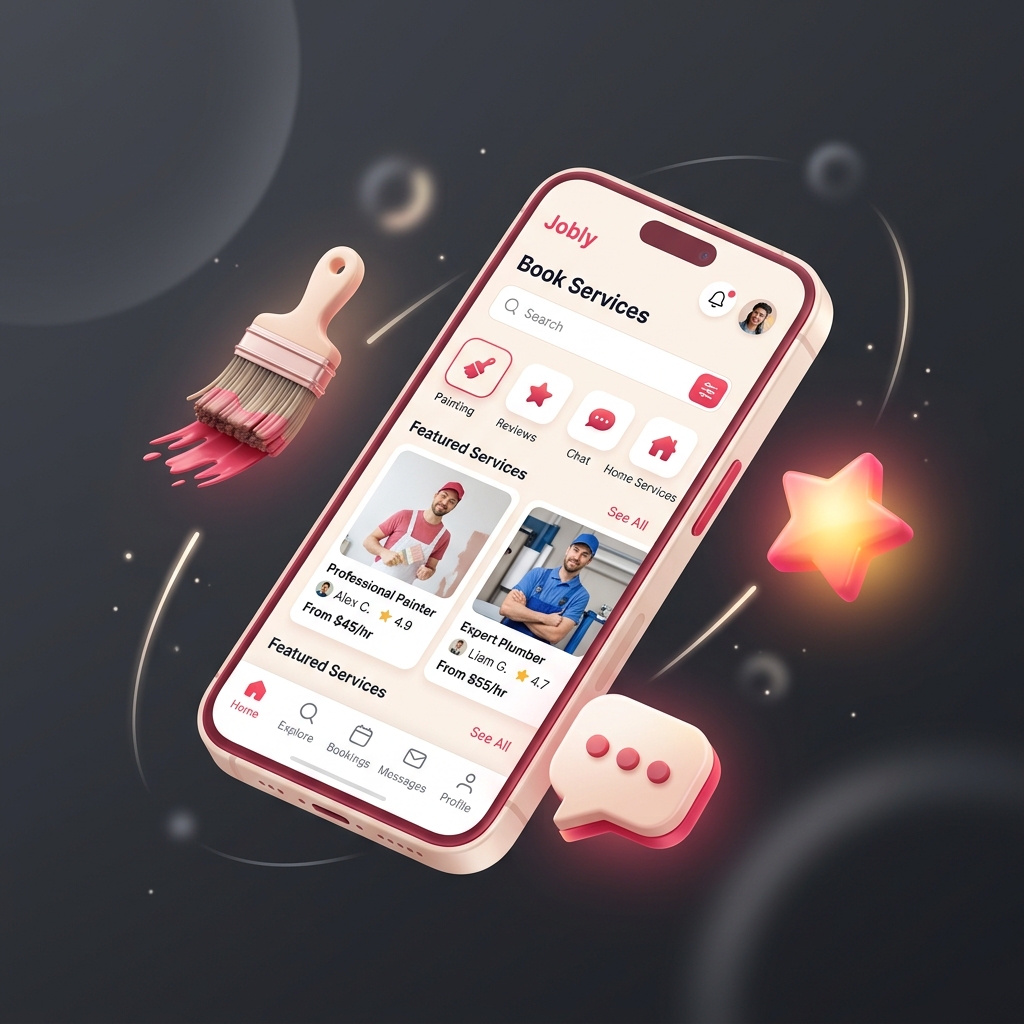 Jobly
Book Services
Search
Painting
Reviews
Chat
Home Services
Featured Services
See All
Professional Painter
Alex C. 4.9
From $45/hr
Expert Plumber
Liam G. 4.7
From $55/hr
Featured Services
See All
Home
Explore
Bookings
Messages
Profile